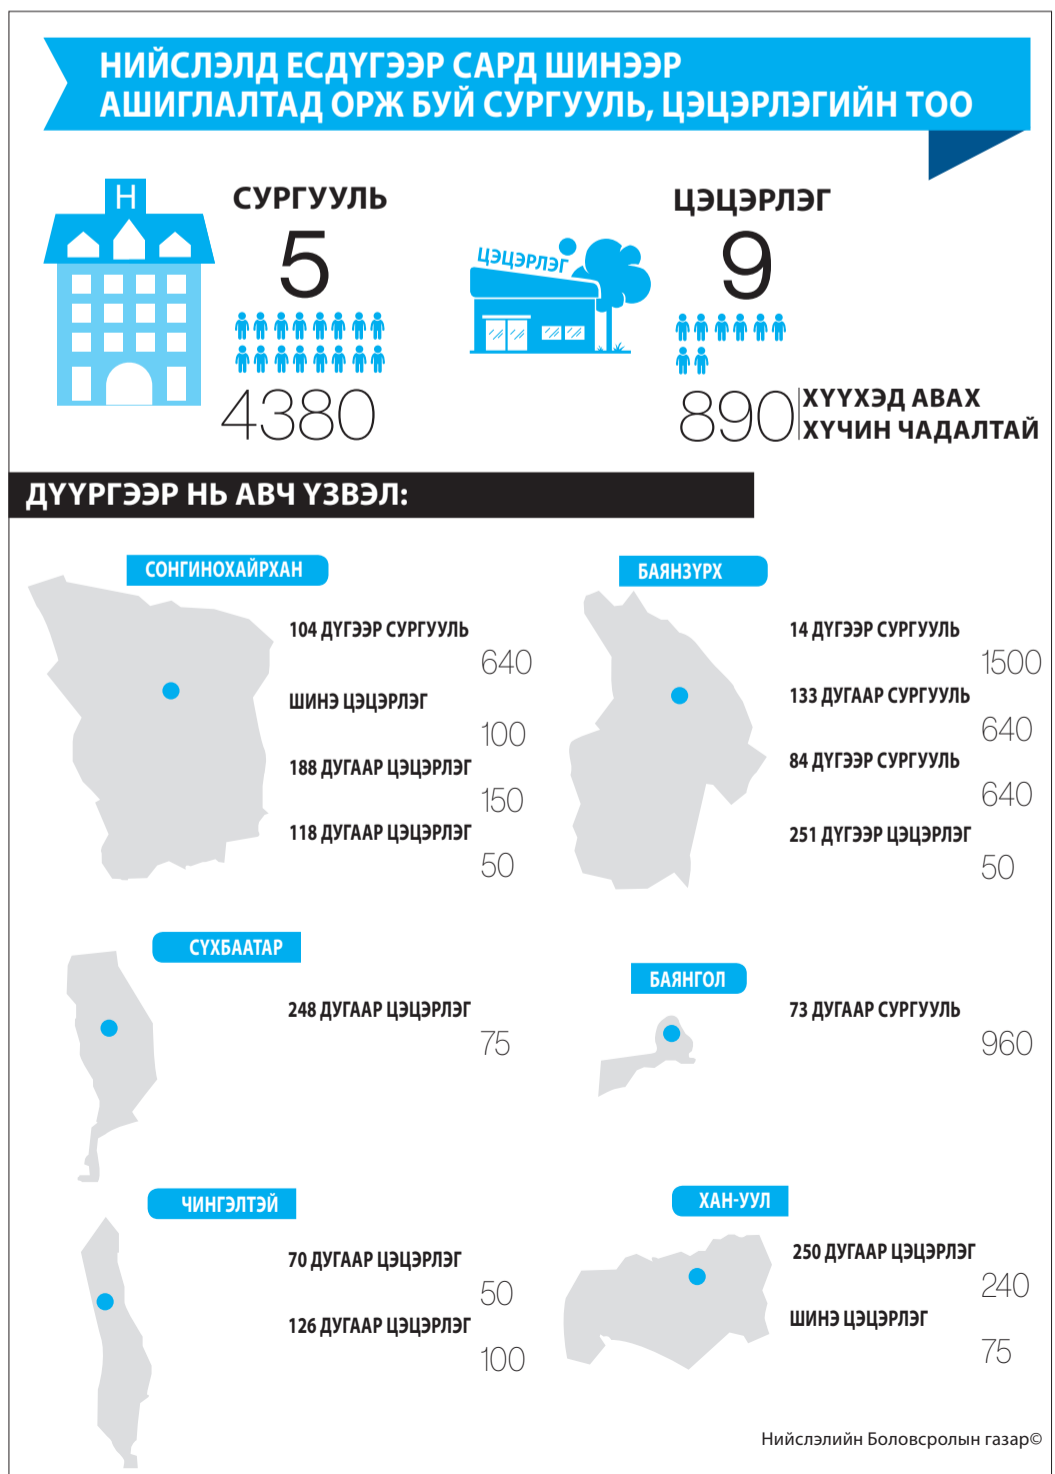 НИЙСЛЭЛД ЕСДҮГЭЭР САРД ШИНЭЭР
АШИГЛАЛТАД ОРЖ БУЙ СУРГУУЛЬ, ЦЭЦЭРЛЭГИЙН ТОО
H
СУРГУУЛЬ
5
4380
ЦЭЦЭРЛЭГ
ЦЭЦЭРЛЭГ
9
890
ХҮҮХЭД АВАХ
ХҮЧИН ЧАДАЛТАЙ
ДҮҮРГЭЭР НЬ АВЧ ҮЗВЭЛ:
СОНГИНОХАЙРХАН
104 ДҮГЭЭР СУРГУУЛЬ
640
ШИНЭ ЦЭЦЭРЛЭГ
100
188 ДУГААР ЦЭЦЭРЛЭГ
150
118 ДУГААР ЦЭЦЭРЛЭГ
50
БАЯНЗҮРХ
14 ДҮГЭЭР СУРГУУЛЬ
1500
133 ДУГААР СУРГУУЛЬ
640
84 ДҮГЭЭР СУРГУУЛЬ
640
251 ДҮГЭЭР ЦЭЦЭРЛЭГ
50
СҮХБААТАР
248 ДУГААР ЦЭЦЭРЛЭГ
75
БАЯНГОЛ
73 ДУГААР СУРГУУЛЬ
960
ЧИНГЭЛТЭЙ
70 ДУГААР ЦЭЦЭРЛЭГ
50
126 ДУГААР ЦЭЦЭРЛЭГ
100
ХАН-УУЛ
250 ДУГААР ЦЭЦЭРЛЭГ
240
ШИНЭ ЦЭЦЭРЛЭГ
75
Нийслэлийн Боловсролын газар©